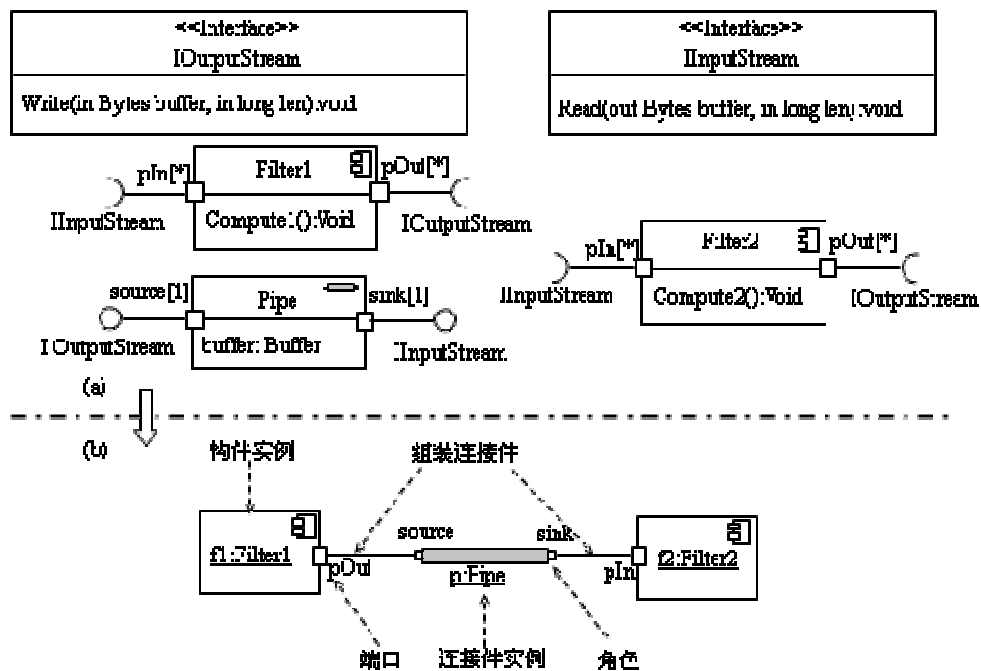 <<Interface>>
IOutputStream
Write(in Bytes buffer, in long len):void
<<Interface>>
IInputStream
Read(out Bytes buffer, in long len):void
pIn[*]
Filter1
pOut[*]
IInputStream
Compute1():Void
IOutputStream
pIn[*]
Filter2
pOut[*]
IInputStream
Compute2():Void
IOutputStream
source[1]
Pipe
sink[1]
IOutputStream
buffer: Buffer
IInputStream
(a)
(b)
构件实例
组装连接件
f1:Filter1
pOut
source
sink
p:Pipe
pIn
f2:Filter2
端口
连接件实例
角色